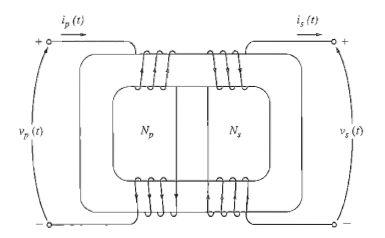 i_p (t)
i_s (t)
+
+
v_p (t)
N_p
N_s
v_s (t)
−
−